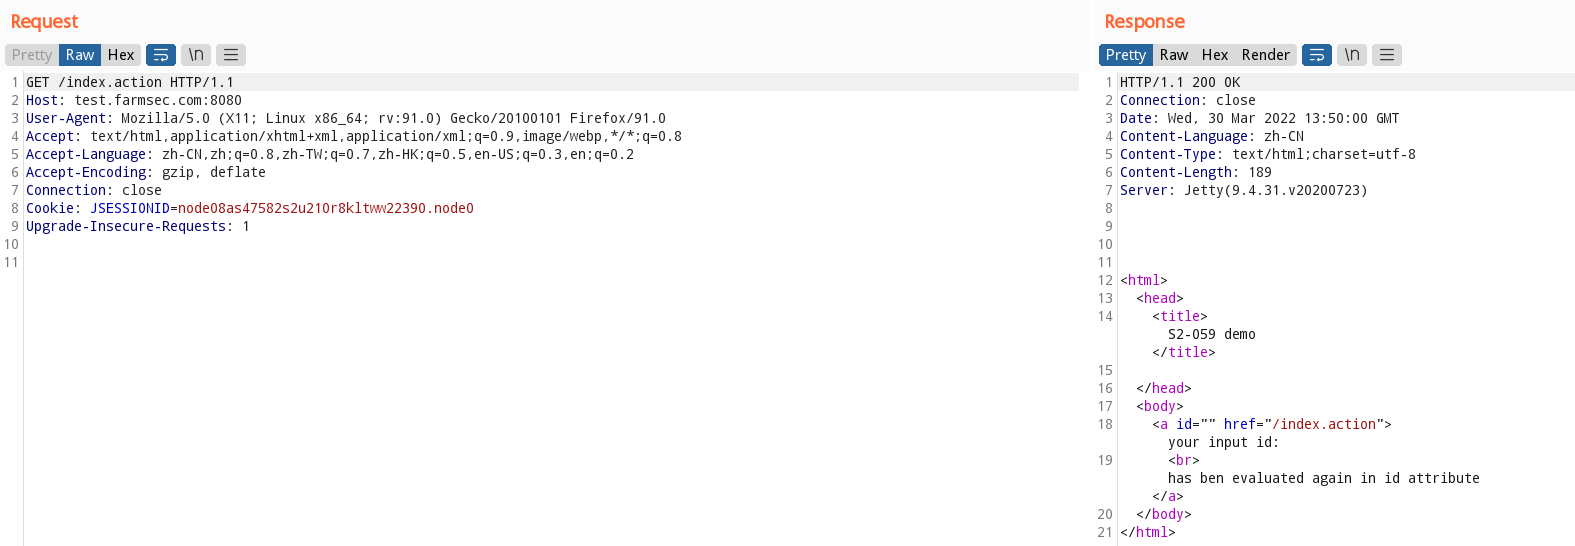 Request
Pretty Raw Hex \n
1 GET /index.action HTTP/1.1
2 Host: test.farmsec.com:8080
3 User-Agent: Mozilla/5.0 (X11; Linux x86_64; rv:91.0) Gecko/20100101 Firefox/91.0
4 Accept: text/html,application/xhtml+xml,application/xml;q=0.9,image/webp,*/*;q=0.8
5 Accept-Language: zh-CN,zh;q=0.8,zh-TW;q=0.7,zh-HK;q=0.5,en-US;q=0.3,en;q=0.2
6 Accept-Encoding: gzip, deflate
7 Connection: close
8 Cookie: JSESSIONID=node08as47582s2u210r8kltww22390.node0
9 Upgrade-Insecure-Requests: 1
10
11
Response
Pretty Raw Hex Render \n
1 HTTP/1.1 200 OK
2 Connection: close
3 Date: Wed, 30 Mar 2022 13:50:00 GMT
4 Content-Language: zh-CN
5 Content-Type: text/html;charset=utf-8
6 Content-Length: 189
7 Server: Jetty(9.4.31.v20200723)
8
9
10
11
12 <html>
13 <head>
14 <title>
S2-059 demo
</title>
15
16 </head>
17 <body>
18 <a id="" href="/index.action">
your input id:
19 <br>
has ben evaluated again in id attribute
</a>
20 </body>
21 </html>